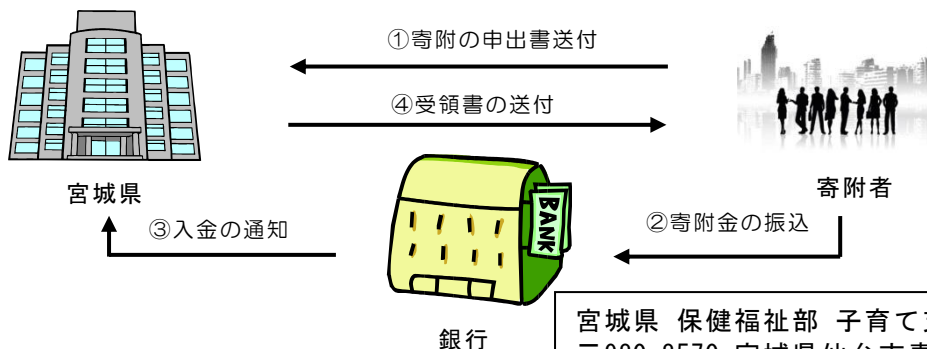 ①寄附の申出書送付
④受領書の送付
宮城県
寄附者
③入金の通知
BANK
②寄附金の振込
銀行
宮城県 保健福祉部 子育て